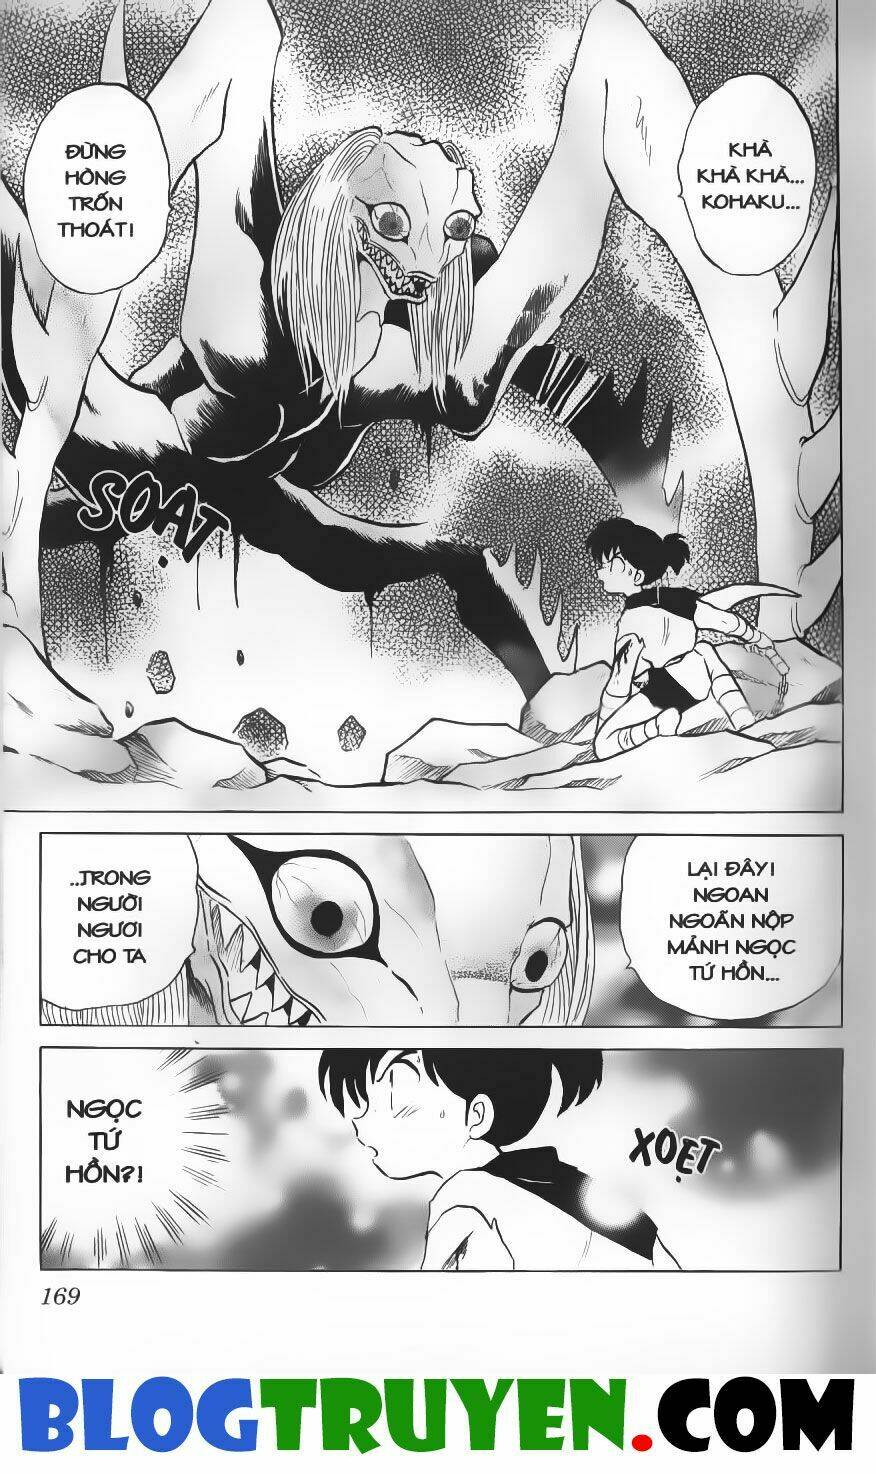 KHÀ
KHÀ KHÀ...
KOHAKU...
ĐỪNG
HÒNG
TRỐN
THOÁT!
SOẠT
LẠI ĐÂY!
NGOAN
NGOÃN NỘP
MẢNH NGỌC
TỨ HỒN...
...TRONG
NGƯỜI
NGƯƠI
CHO TA
XOẸT
NGỌC
TỨ
HỒN?!
169
BLOGTRUYEN.COM